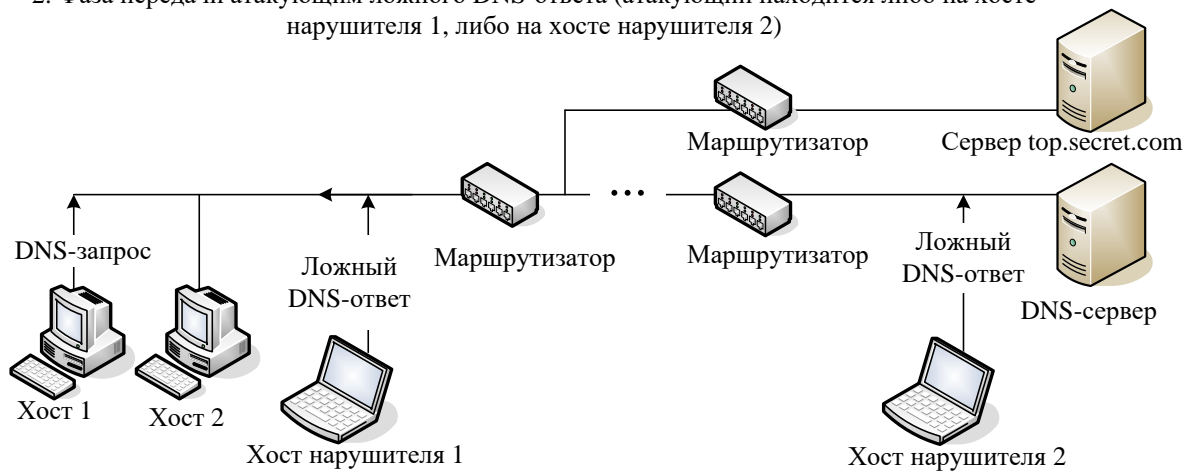 2. Фаза передачи атакующим ложного DNS-ответа (атакующий находится либо на хосте
нарушителя 1, либо на хосте нарушителя 2)
Маршрутизатор
Сервер top.secret.com
DNS-запрос
Ложный
DNS-ответ
Маршрутизатор
...
Маршрутизатор
Ложный
DNS-ответ
DNS-сервер
Хост 1
Хост 2
Хост нарушителя 1
Хост нарушителя 2